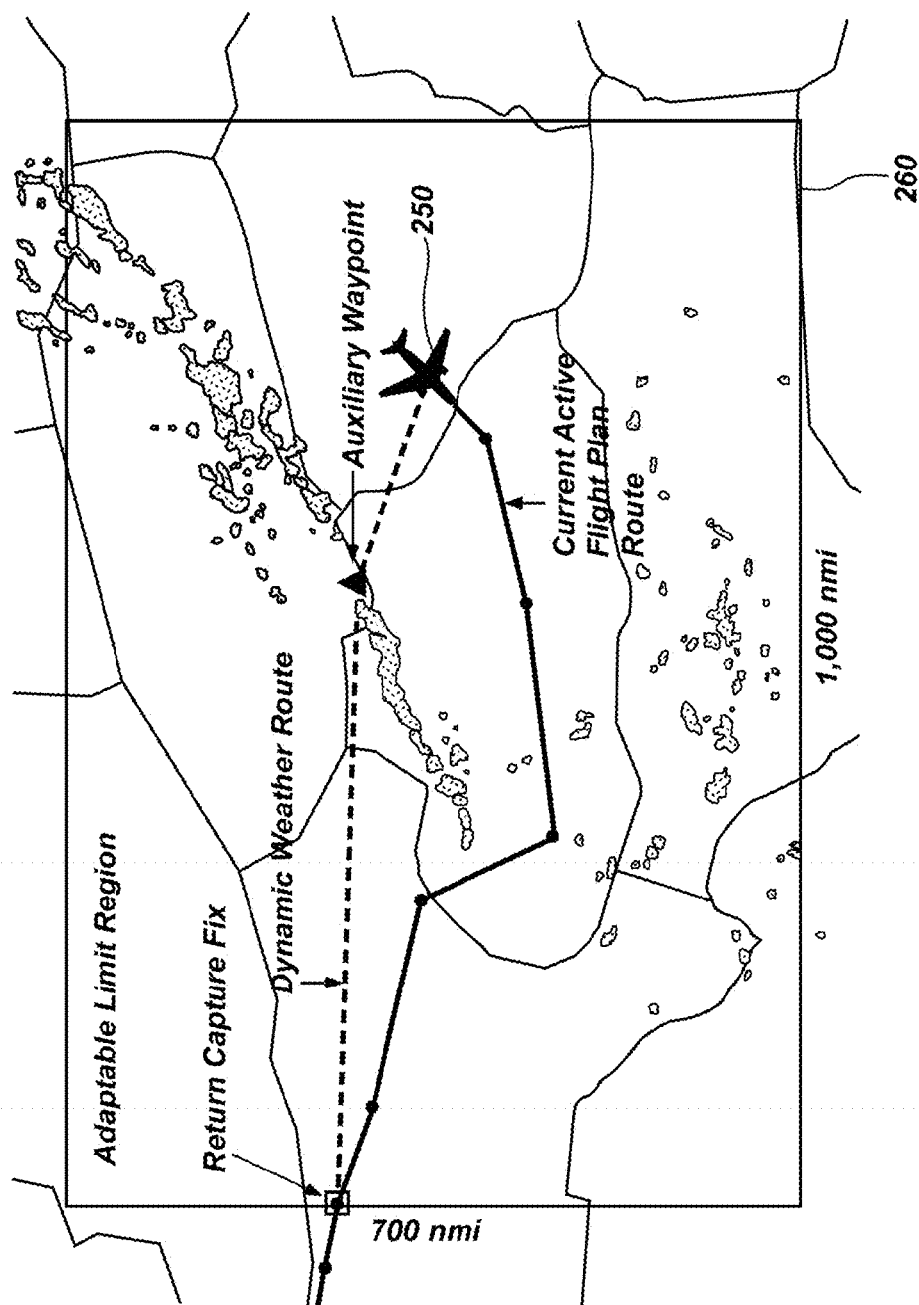 Adaptable Limit Region
Return Capture Fix
Dynamic Weather Route
Auxiliary Waypoint
250
700 nmi
Current Active
Flight Plan
Route
1,000 nmi
260